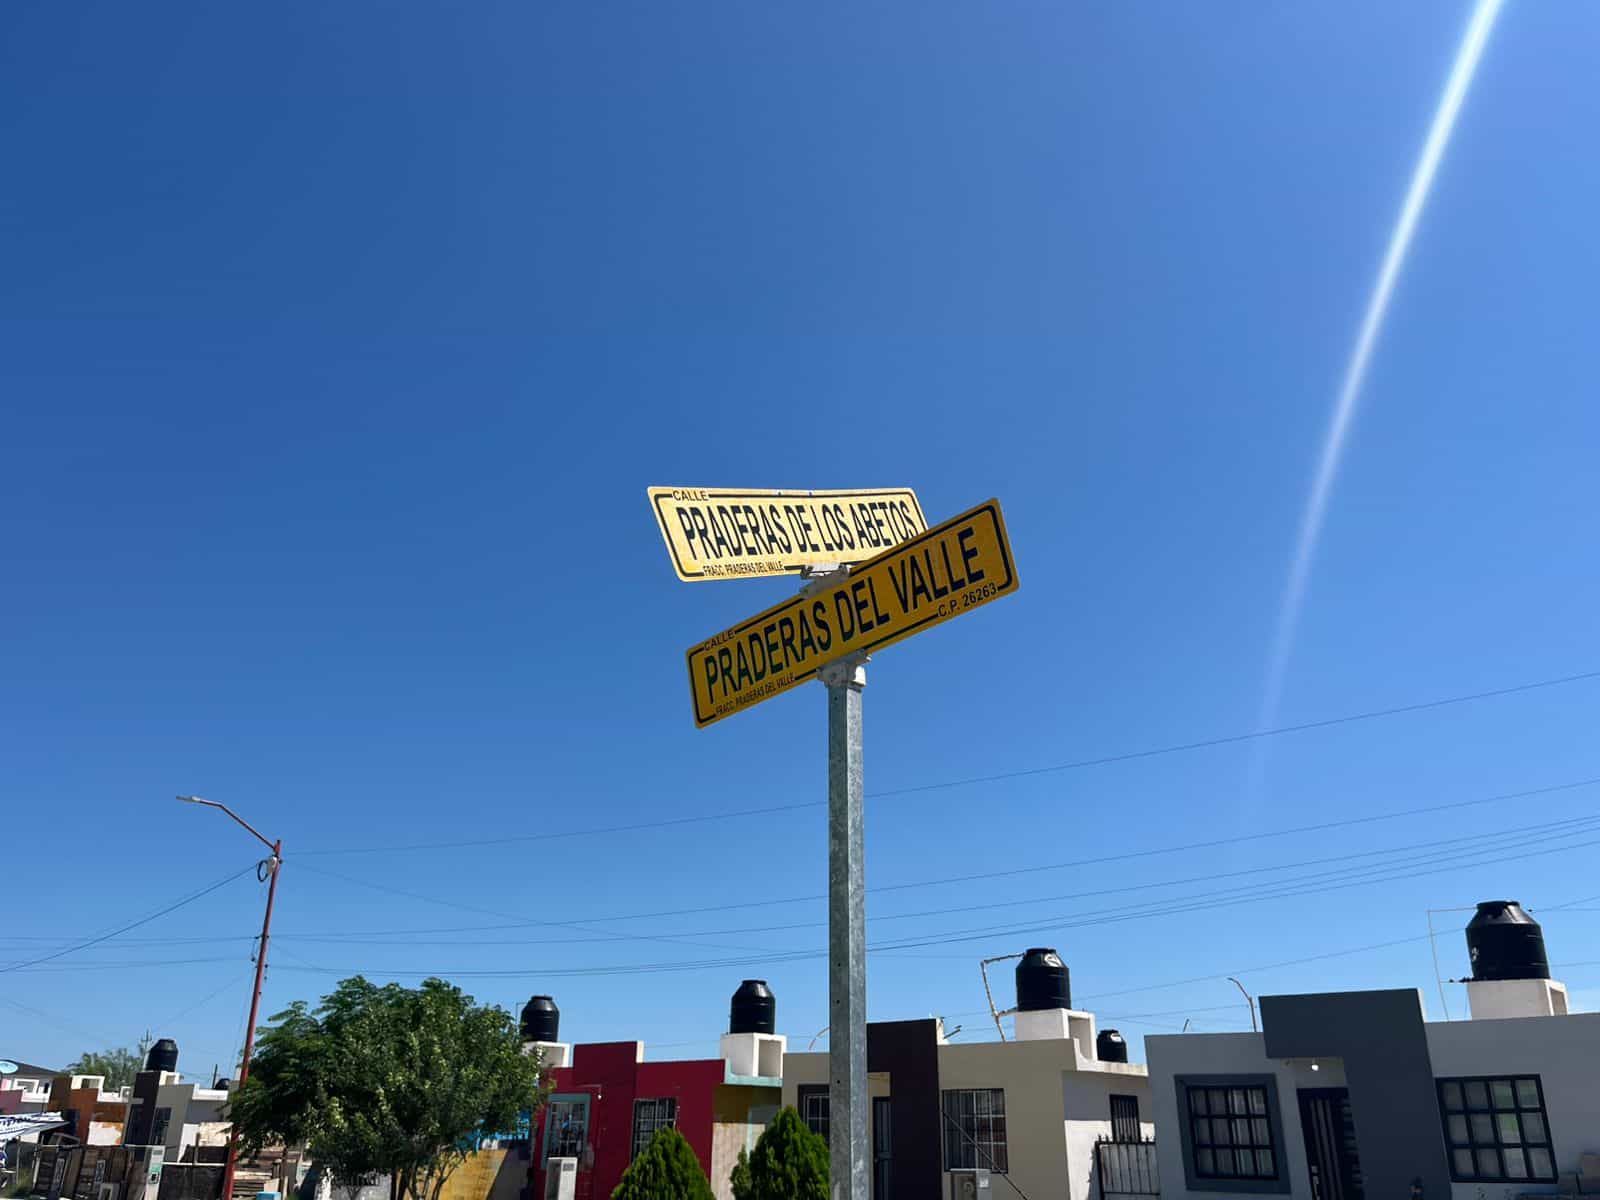 CALLE
PRADERAS DE LOS ABETOS
FRACC. PRADERAS DEL VALLE
CALLE
PRADERAS DEL VALLE
FRACC. PRADERAS DEL VALLE
C.P. 26263